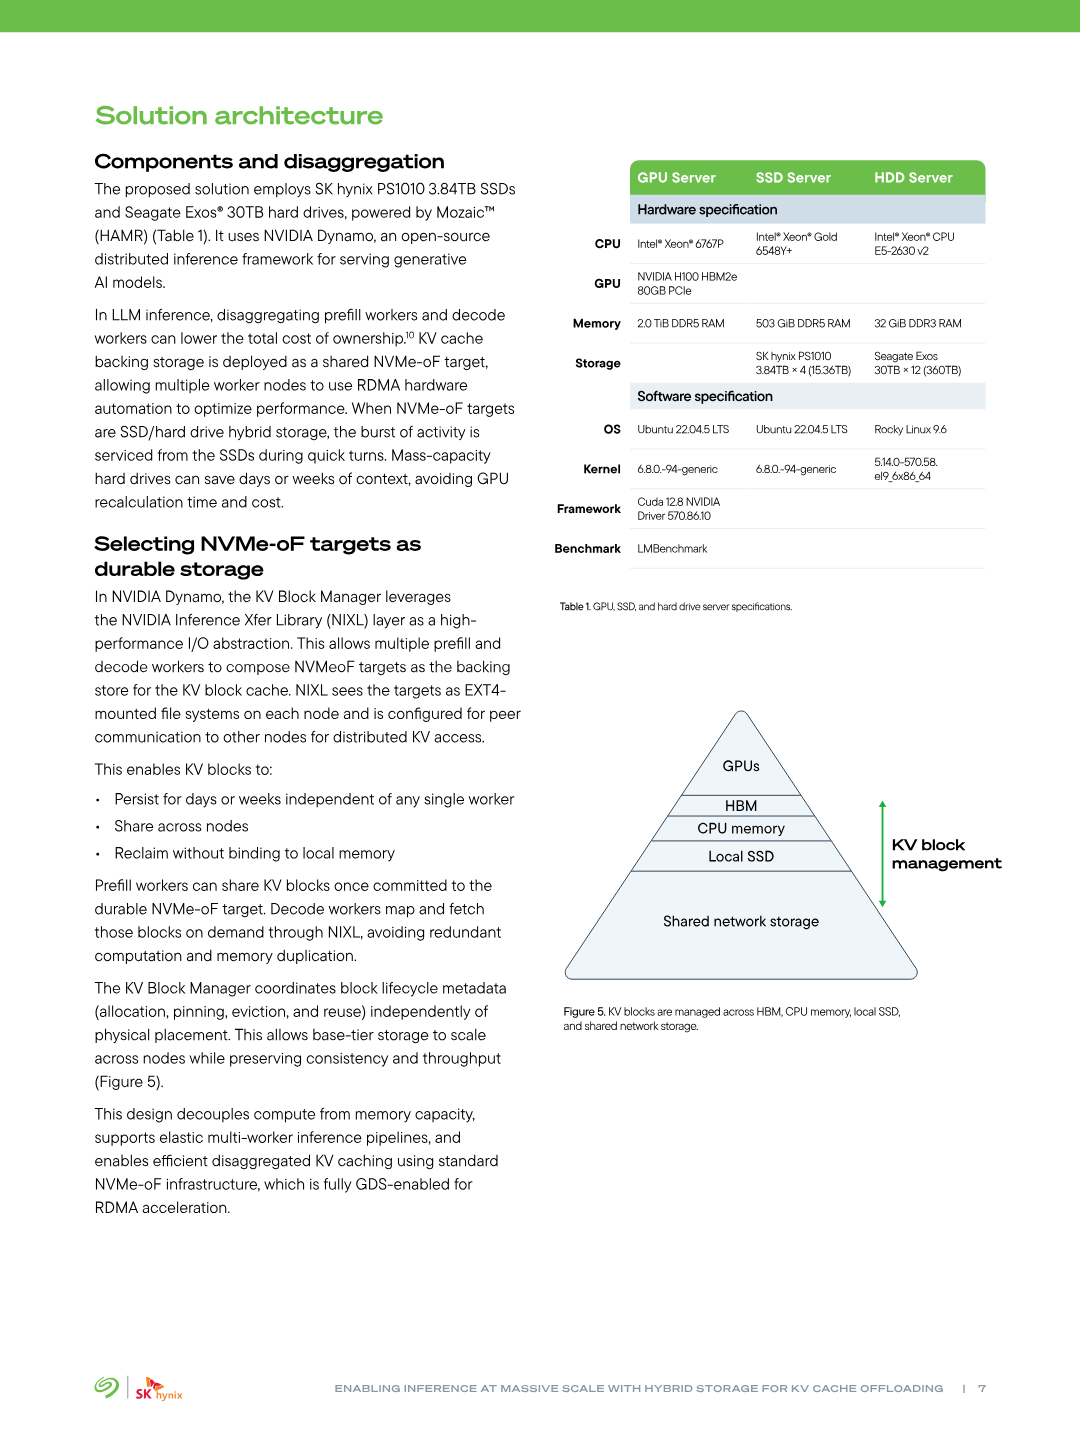 Solution architecture
Components and disaggregation
The proposed solution employs SK hynix PS1010 3.84TB SSDs
and Seagate Exos® 30TB hard drives, powered by Mozaic™
(HAMR) (Table 1). It uses NVIDIA Dynamo, an open-source
distributed inference framework for serving generative
AI models.
In LLM inference, disaggregating prefill workers and decode
workers can lower the total cost of ownership.¹⁰ KV cache
backing storage is deployed as a shared NVMe-oF target,
allowing multiple worker nodes to use RDMA hardware
automation to optimize performance. When NVMe-oF targets
are SSD/hard drive hybrid storage, the burst of activity is
serviced from the SSDs during quick turns. Mass-capacity
hard drives can save days or weeks of context, avoiding GPU
recalculation time and cost.
Selecting NVMe-oF targets as
durable storage
In NVIDIA Dynamo, the KV Block Manager leverages
the NVIDIA Inference Xfer Library (NIXL) layer as a high-
performance I/O abstraction. This allows multiple prefill and
decode workers to compose NVMeoF targets as the backing
store for the KV block cache. NIXL sees the targets as EXT4-
mounted file systems on each node and is configured for peer
communication to other nodes for distributed KV access.
This enables KV blocks to:
• Persist for days or weeks independent of any single worker
• Share across nodes
• Reclaim without binding to local memory
Prefill workers can share KV blocks once committed to the
durable NVMe-oF target. Decode workers map and fetch
those blocks on demand through NIXL, avoiding redundant
computation and memory duplication.
The KV Block Manager coordinates block lifecycle metadata
(allocation, pinning, eviction, and reuse) independently of
physical placement. This allows base-tier storage to scale
across nodes while preserving consistency and throughput
(Figure 5).
This design decouples compute from memory capacity,
supports elastic multi-worker inference pipelines, and
enables efficient disaggregated KV caching using standard
NVMe-oF infrastructure, which is fully GDS-enabled for
RDMA acceleration.
GPU Server SSD Server HDD Server
Hardware specification
CPU Intel® Xeon® 6767P Intel® Xeon® Gold 6548Y+ Intel® Xeon® CPU E5-2630 v2
GPU NVIDIA H100 HBM2e 80GB PCIe
Memory 2.0 TiB DDR5 RAM 503 GiB DDR5 RAM 32 GiB DDR3 RAM
Storage SK hynix PS1010 3.84TB × 4 (15.36TB) Seagate Exos 30TB × 12 (360TB)
Software specification
OS Ubuntu 22.04.5 LTS Ubuntu 22.04.5 LTS Rocky Linux 9.6
Kernel 6.8.0.-94-generic 6.8.0.-94-generic 5.14.0-570.58. el9_6x86_64
Framework Cuda 12.8 NVIDIA Driver 570.86.10
Benchmark LMBenchmark
Table 1. GPU, SSD, and hard drive server specifications.
GPUs
HBM
CPU memory
Local SSD
Shared network storage
KV block
management
Figure 5. KV blocks are managed across HBM, CPU memory, local SSD,
and shared network storage.
SK hynix
ENABLING INFERENCE AT MASSIVE SCALE WITH HYBRID STORAGE FOR KV CACHE OFFLOADING | 7